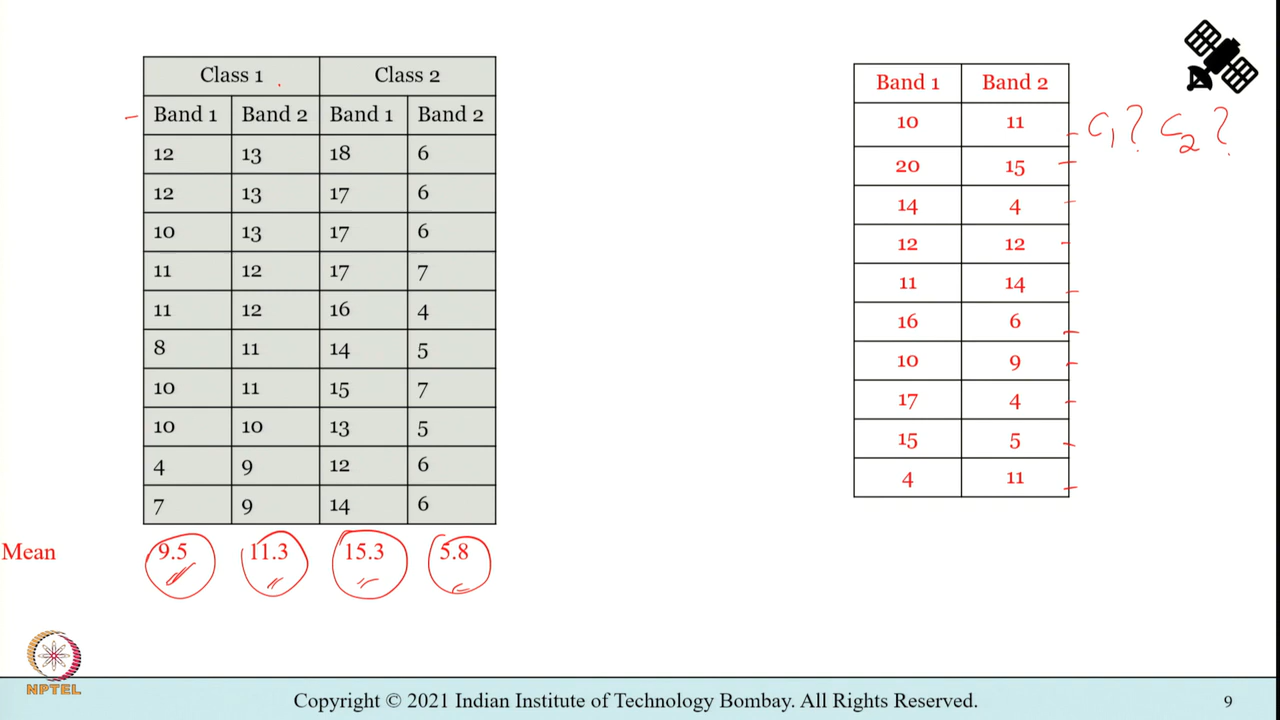 Class 1 Class 2
Band 1 Band 2 Band 1 Band 2
12 13 18 6
12 13 17 6
10 13 17 6
11 12 17 7
11 12 16 4
8 11 14 5
10 11 15 7
10 10 13 5
4 9 12 6
7 9 14 6
Mean 9.5 11.3 15.3 5.8
Band 1 Band 2
10 11
20 15
14 4
12 12
11 14
16 6
10 9
17 4
15 5
4 11
C1? C2?
NPTEL
Copyright © 2021 Indian Institute of Technology Bombay. All Rights Reserved.
9